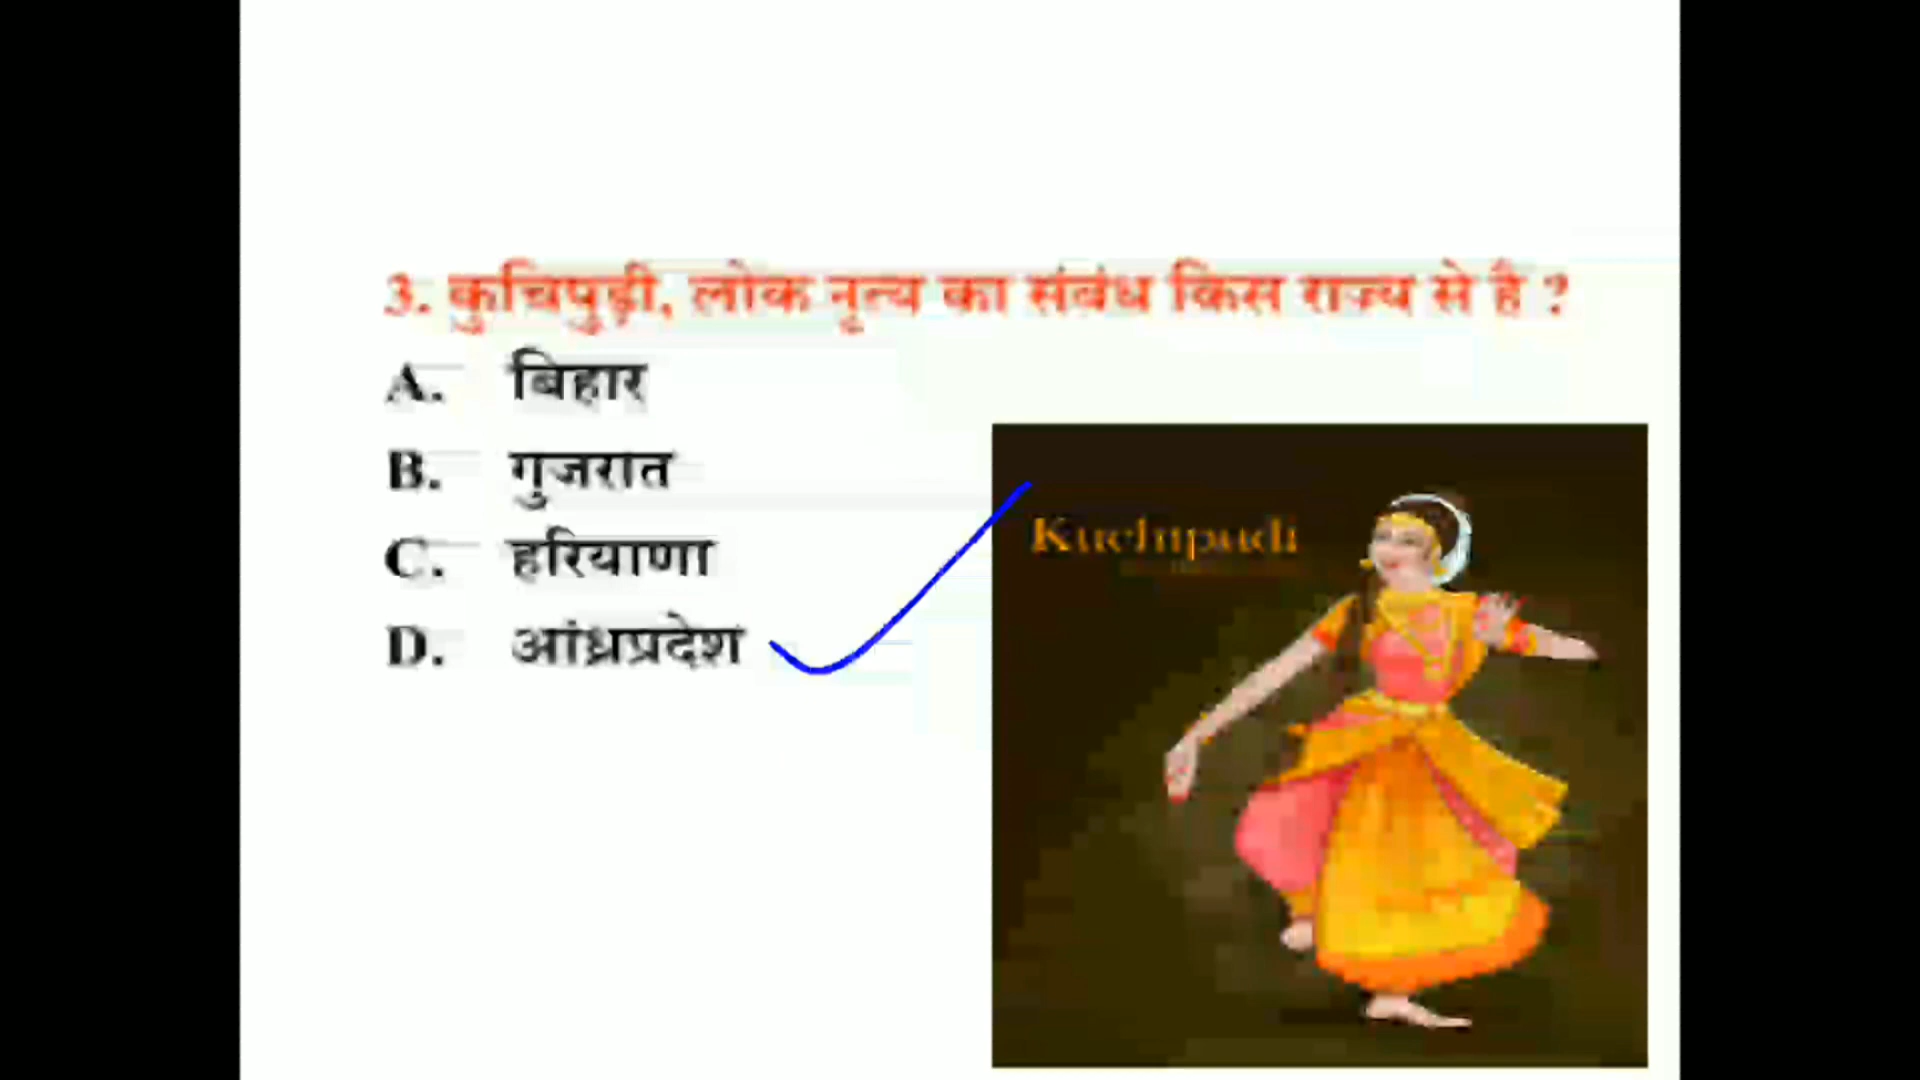 3. कुचिपुड़ी, लोक नृत्य का संबंध किस राज्य से है ?
A. बिहार
B. गुजरात
C. हरियाणा
D. आंध्रप्रदेश
Kuchipudi